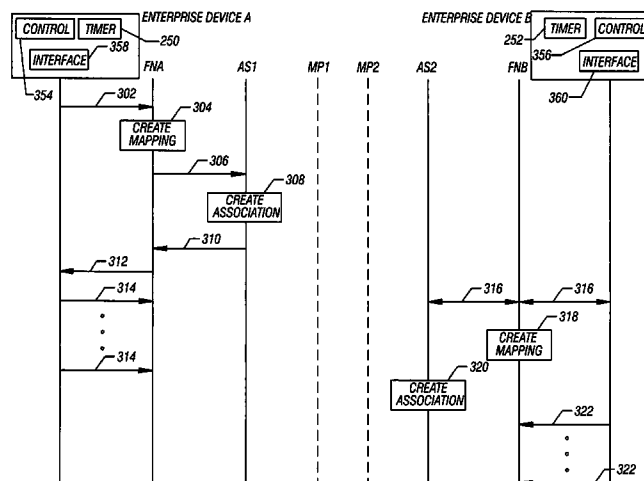 ENTERPRISE DEVICE A
CONTROL
TIMER
358
250
INTERFACE
354
ENTERPRISE DEVICE B
252
TIMER
CONTROL
356
INTERFACE
360
FNA
AS1
MP1
MP2
AS2
FNB
302
304
CREATE
MAPPING
306
308
CREATE
ASSOCIATION
310
312
314
316
316
318
CREATE
MAPPING
314
320
CREATE
ASSOCIATION
322
322